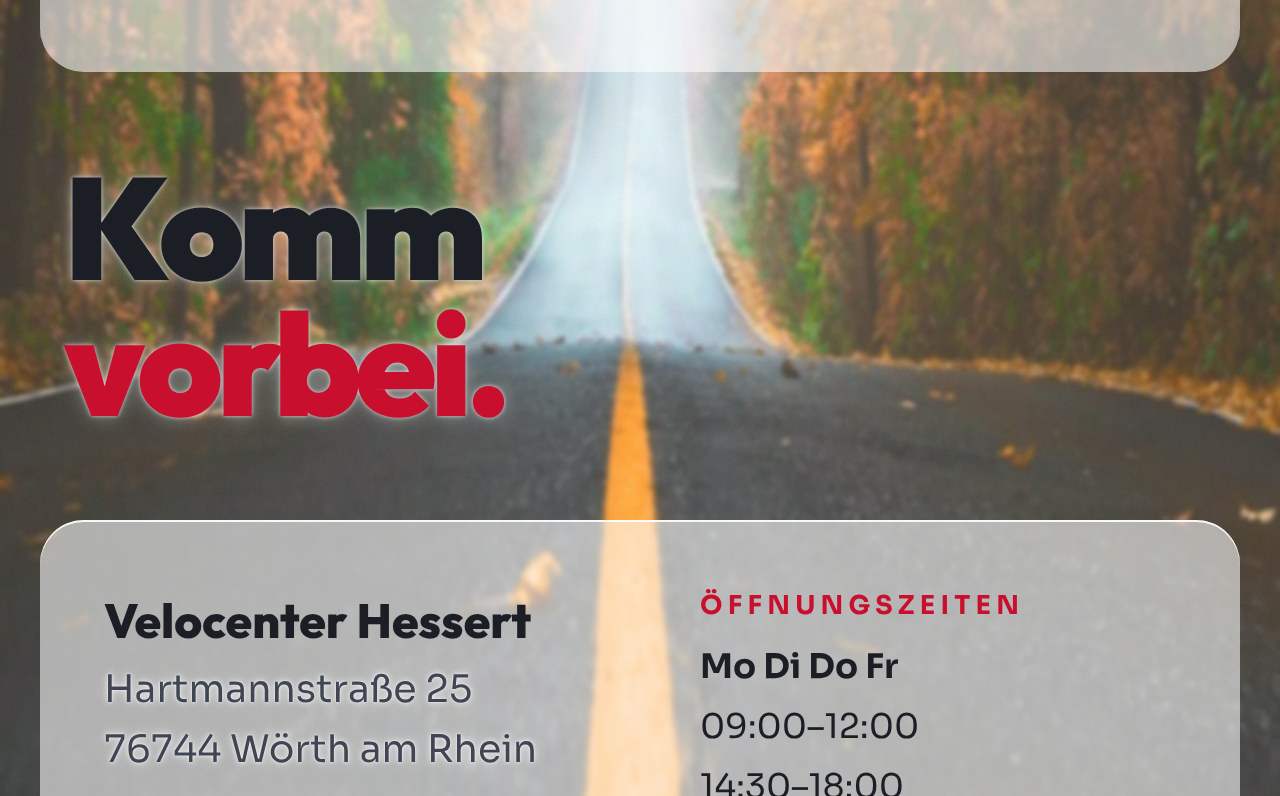 Komm
vorbei.
Velocenter Hessert
Hartmannstraße 25
76744 Wörth am Rhein
ÖFFNUNGSZEITEN
Mo Di Do Fr
09:00–12:00
14:30–18:00